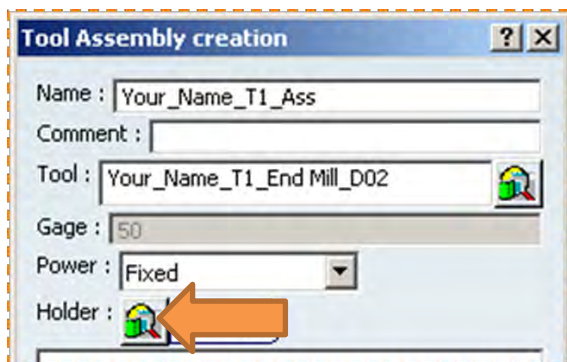 Tool Assembly creation ? ×
Name : Your_Name_T1_Ass
Comment :
Tool : Your_Name_T1_End Mill_D02
Gage : 50
Power : Fixed
Holder :